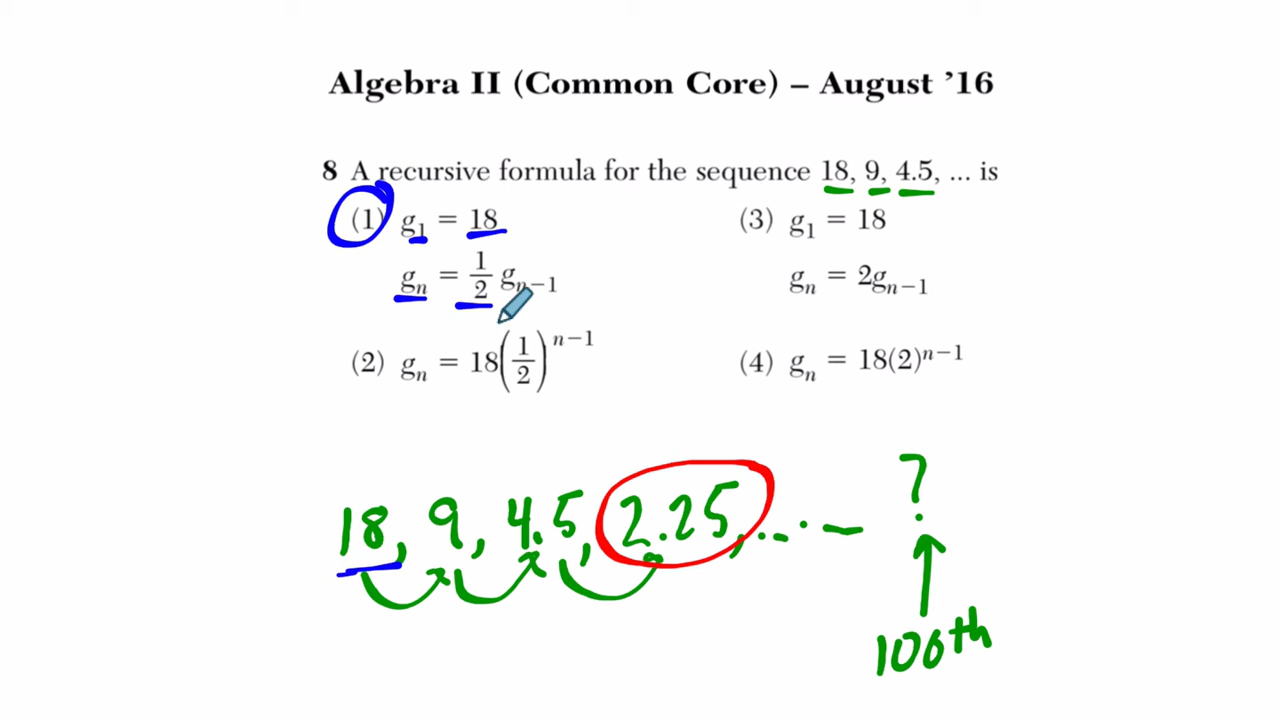 Algebra II (Common Core) – August ’16
8 A recursive formula for the sequence 18, 9, 4.5, ... is
(1) g₁ = 18
gₙ = 1/2 gₙ₋₁
(2) gₙ = 18(1/2)ⁿ⁻¹
(3) g₁ = 18
gₙ = 2gₙ₋₁
(4) gₙ = 18(2)ⁿ⁻¹
18, 9, 4.5, 2.25, ... – ?
100th